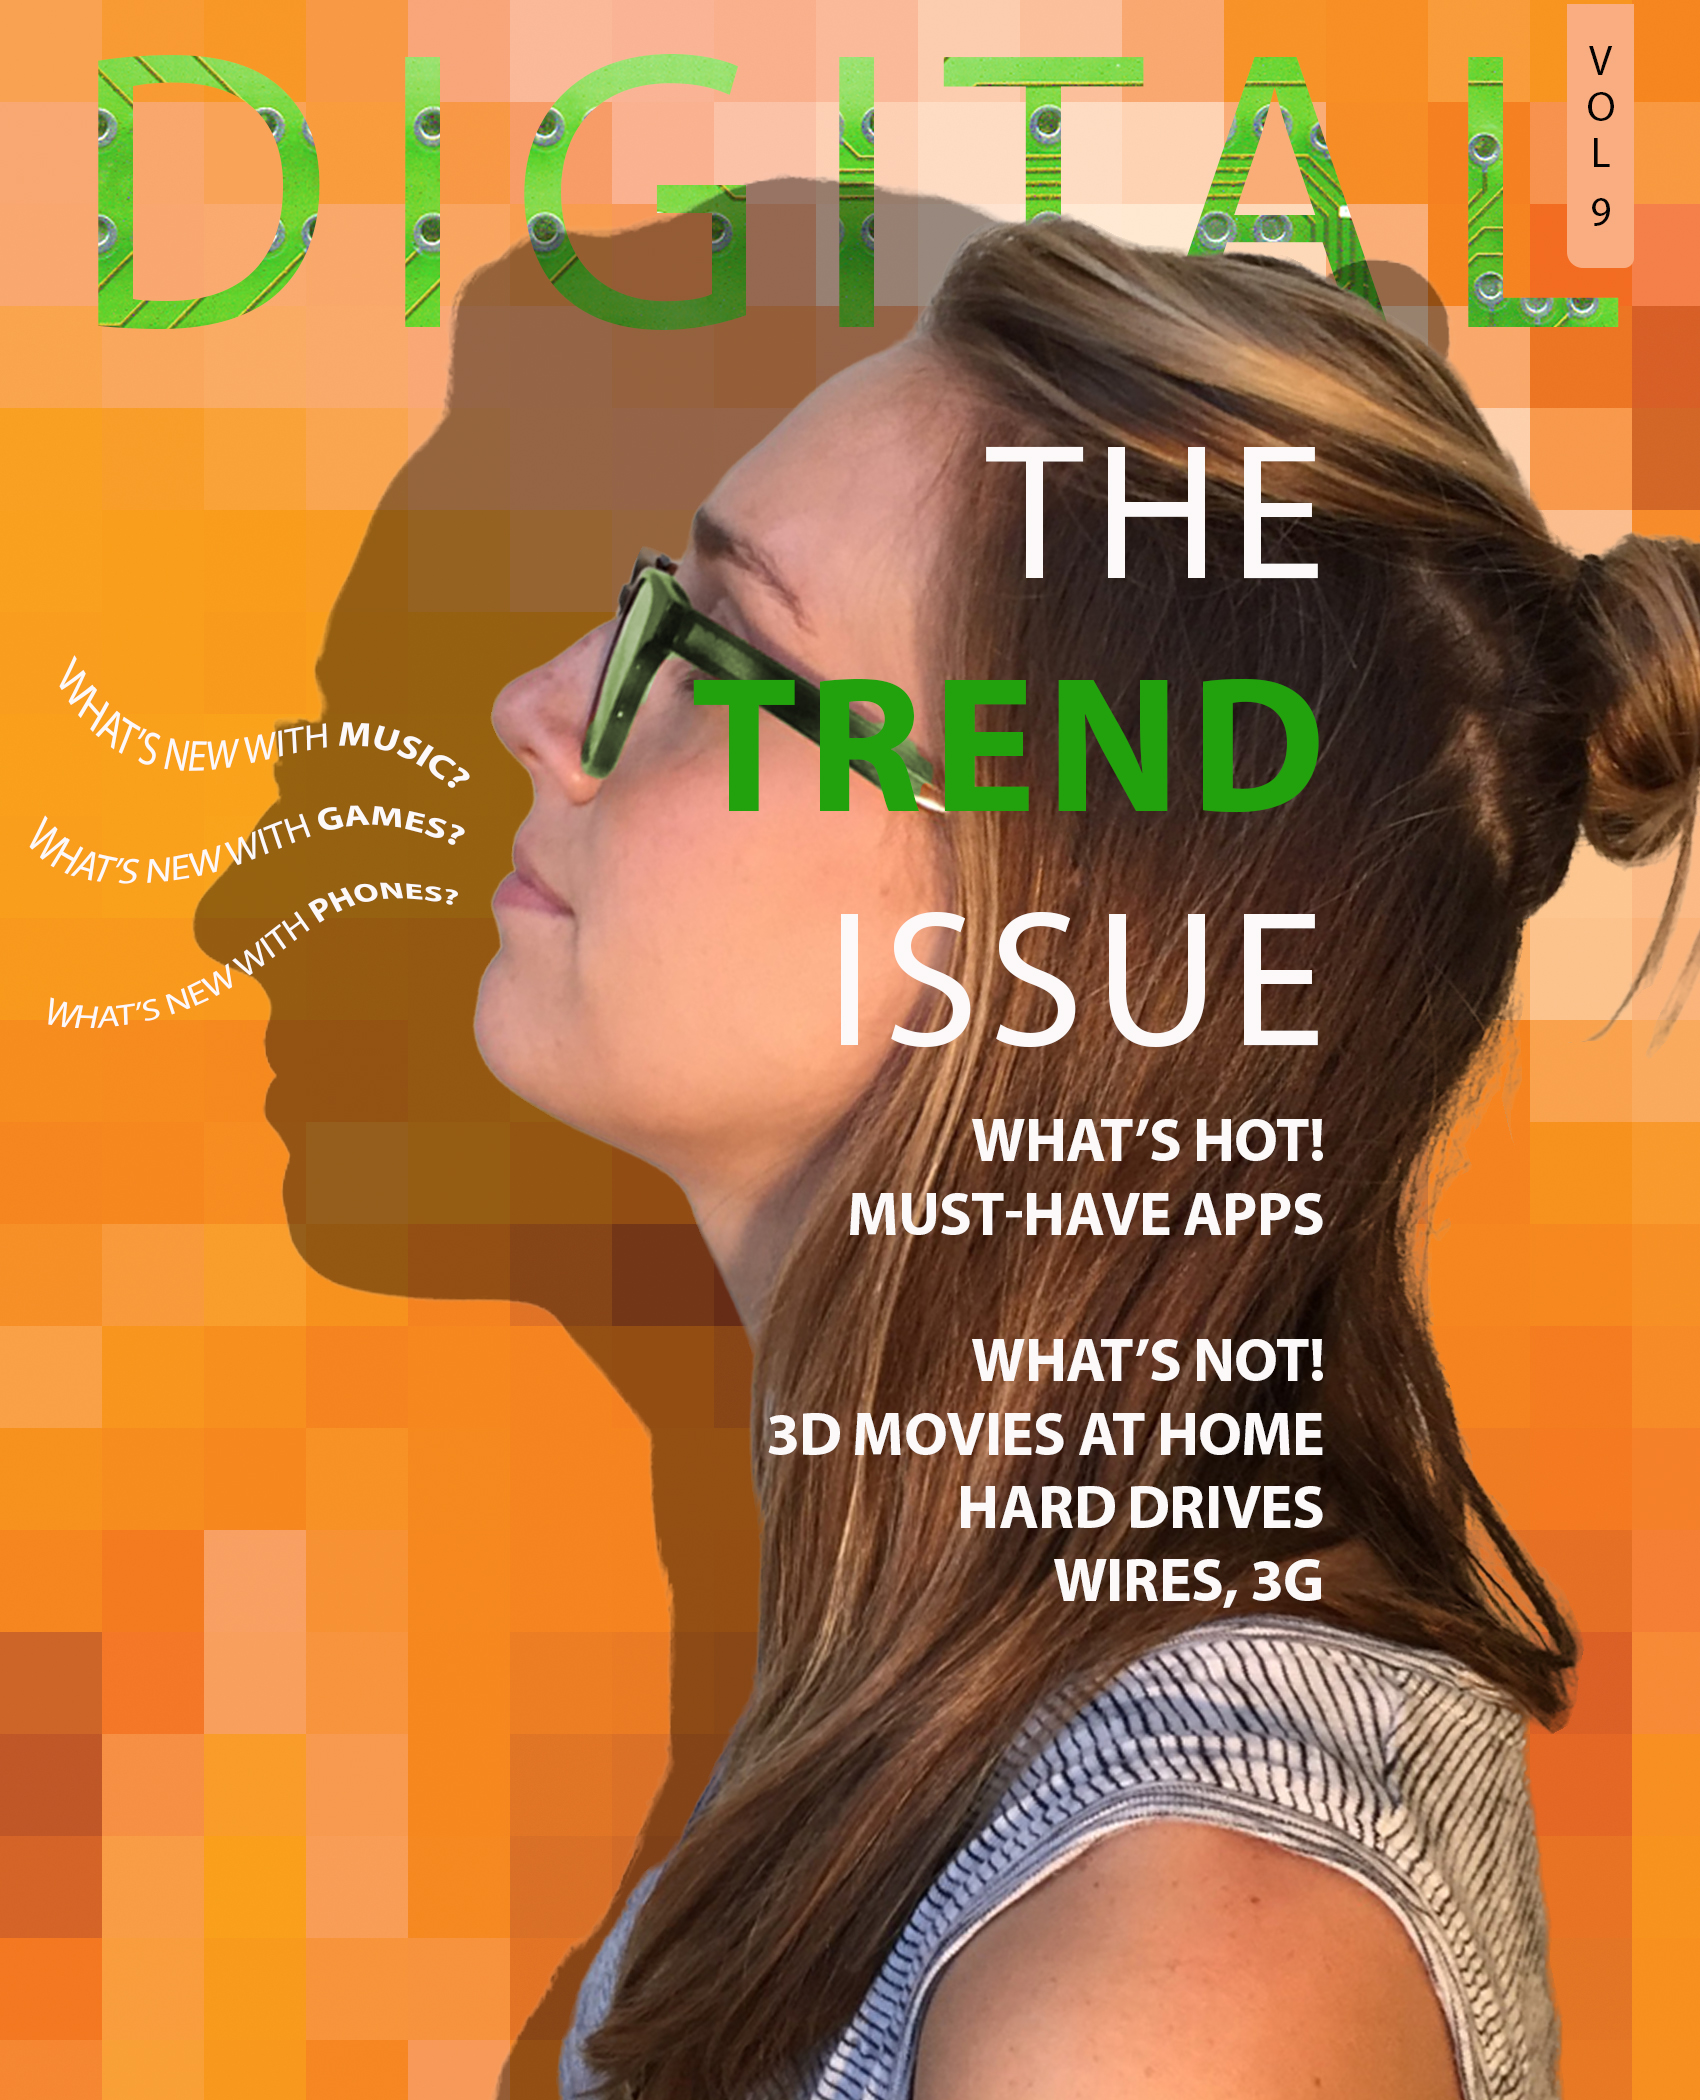 DIGITAL
V
O
L
9
THE
TREND
ISSUE
WHAT'S NEW WITH MUSIC?
WHAT'S NEW WITH GAMES?
WHAT'S NEW WITH PHONES?
WHAT'S HOT!
MUST-HAVE APPS
WHAT'S NOT!
3D MOVIES AT HOME
HARD DRIVES
WIRES, 3G